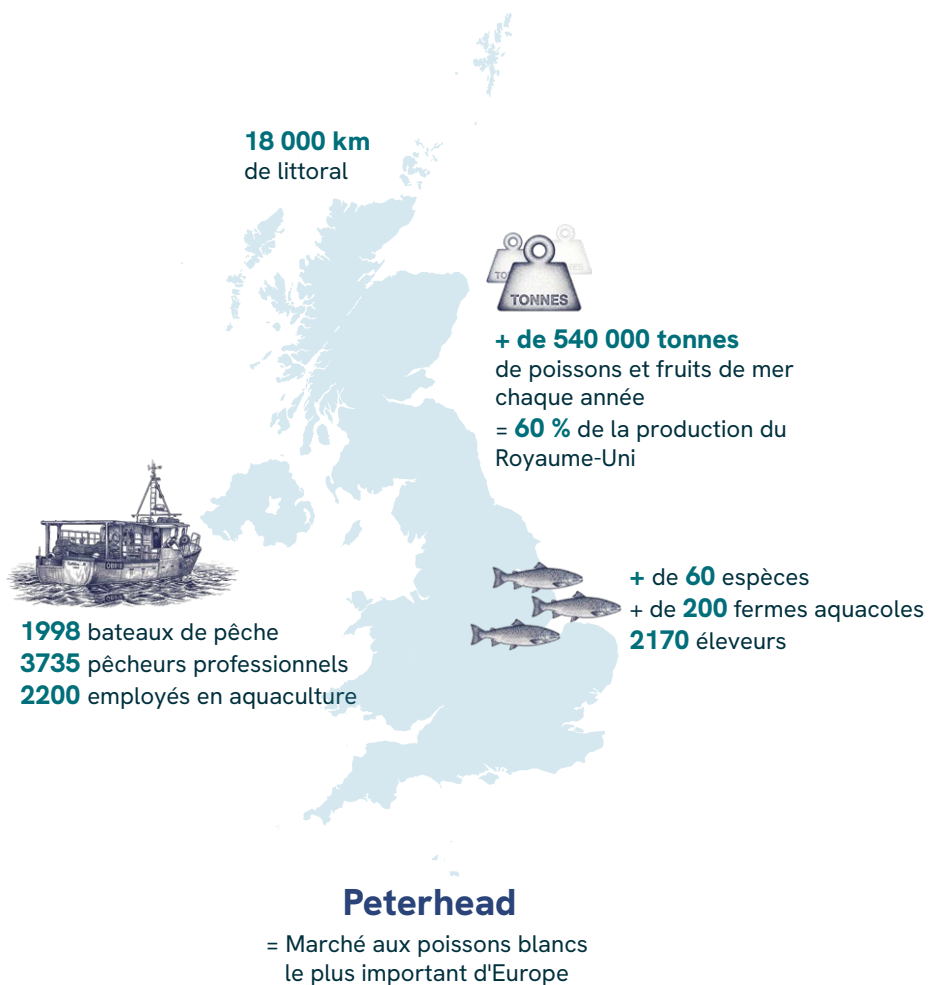 18 000 km
de littoral
TONNES
+ de 540 000 tonnes
de poissons et fruits de mer
chaque année
= 60 % de la production du
Royaume-Uni
1998 bateaux de pêche
3735 pêcheurs professionnels
2200 employés en aquaculture
+ de 60 espèces
+ de 200 fermes aquacoles
2170 éleveurs
Peterhead
= Marché aux poissons blancs
le plus important d'Europe